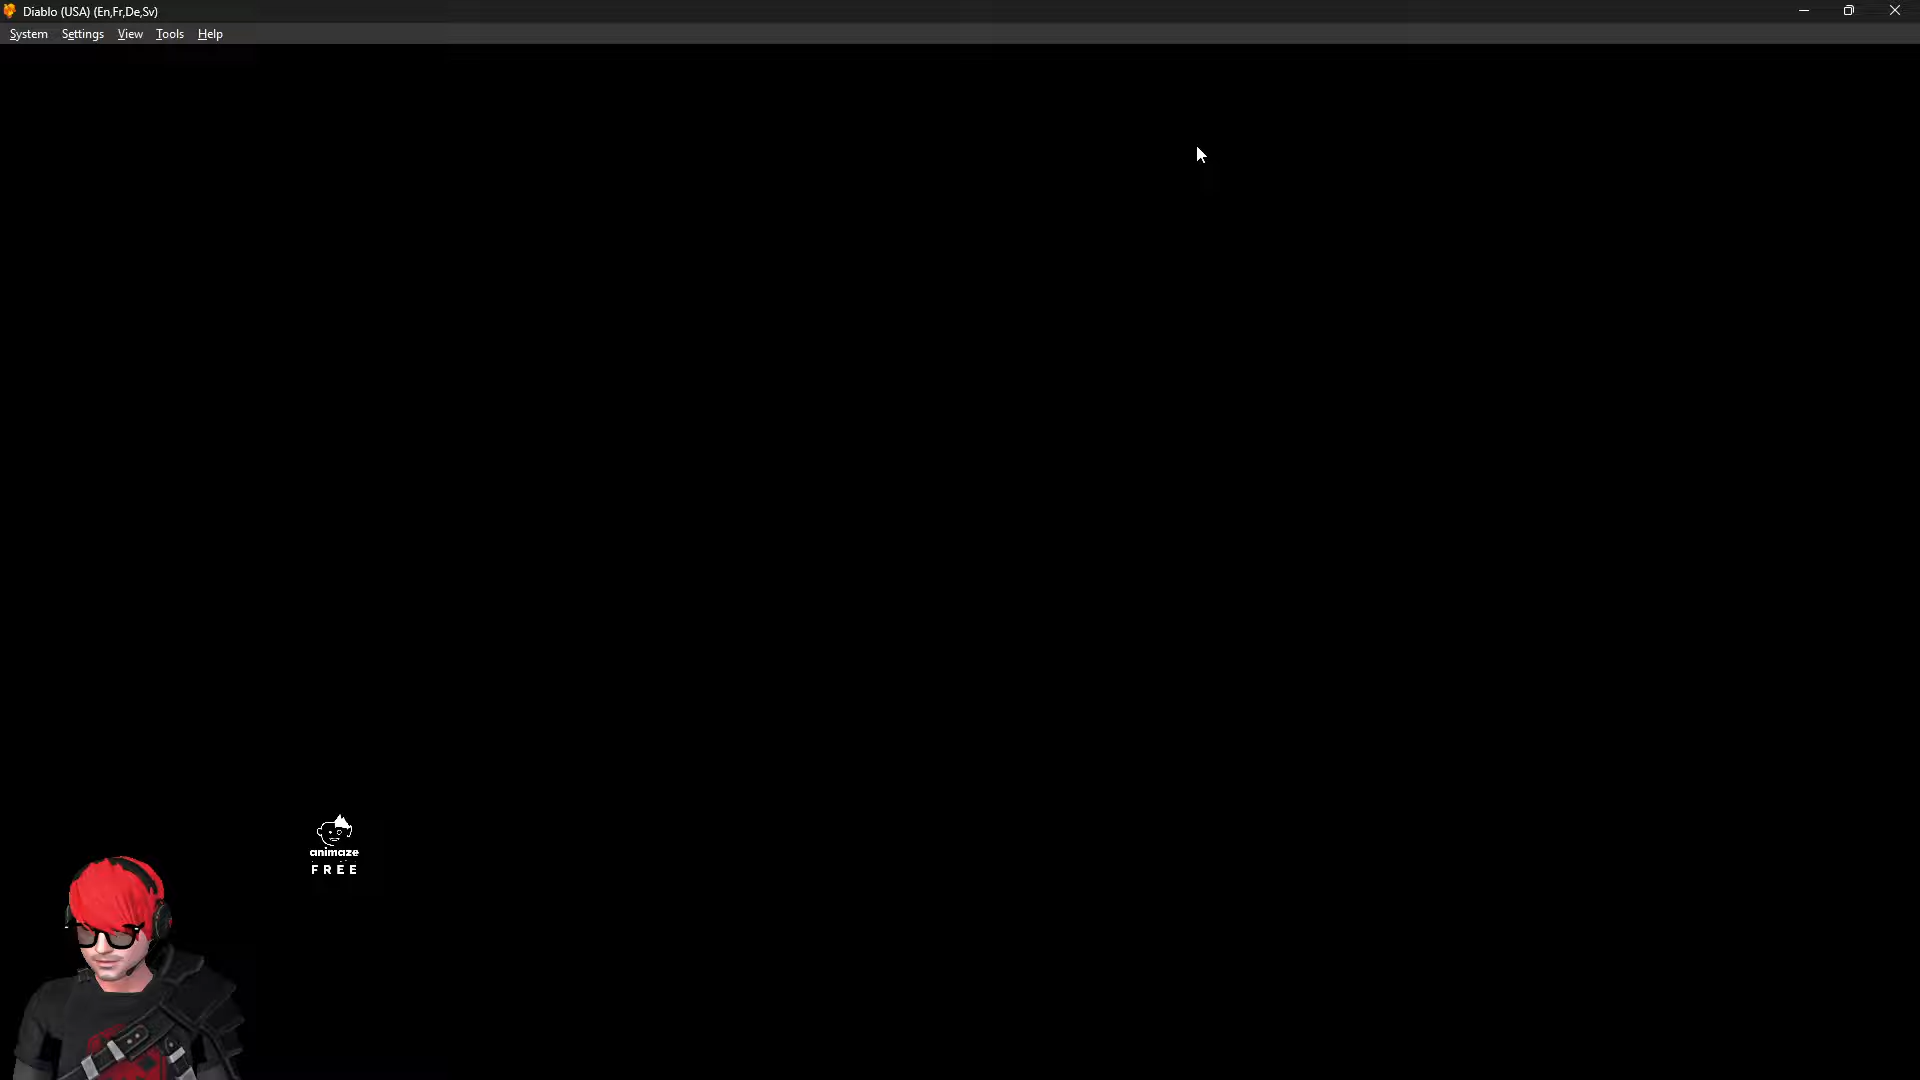 Diablo (USA) (En,Fr,De,Sv)
System Settings View Tools Help
animaze
FREE